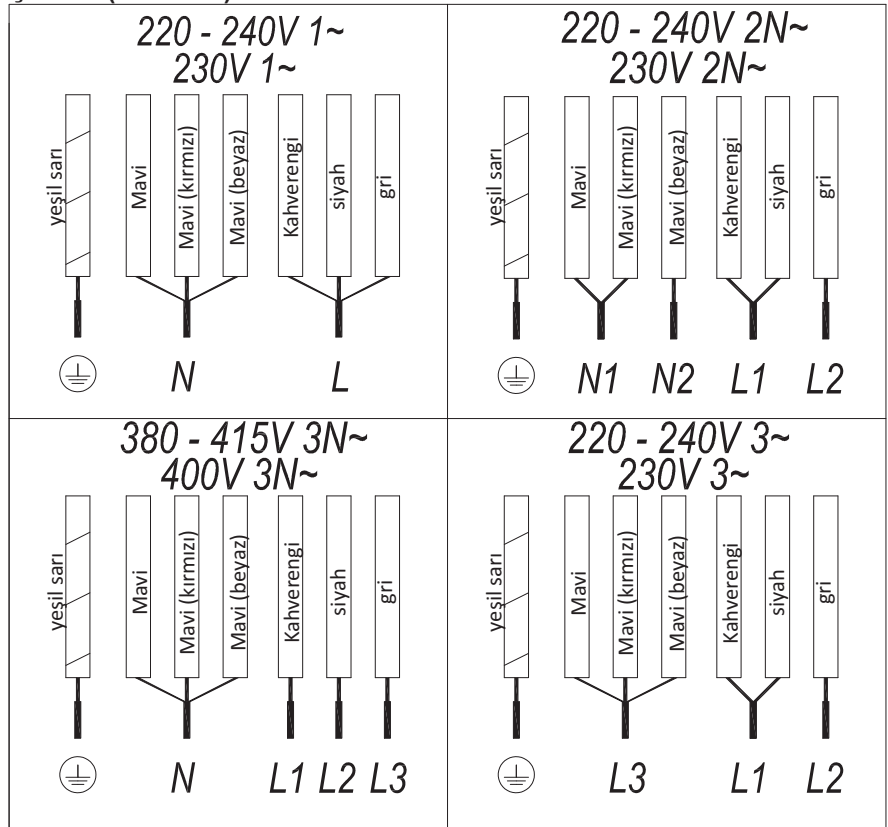 220 - 240V 1~
230V 1~
yeşil sarı
Mavi
Mavi (kırmızı)
Mavi (beyaz)
Kahverengi
siyah
gri
N
L
220 - 240V 2N~
230V 2N~
yeşil sarı
Mavi
Mavi (kırmızı)
Mavi (beyaz)
Kahverengi
siyah
gri
N1
N2
L1
L2
380 - 415V 3N~
400V 3N~
yeşil sarı
Mavi
Mavi (kırmızı)
Mavi (beyaz)
Kahverengi
siyah
gri
N
L1
L2
L3
220 - 240V 3~
230V 3~
yeşil sarı
Mavi
Mavi (kırmızı)
Mavi (beyaz)
Kahverengi
siyah
gri
L3
L1
L2